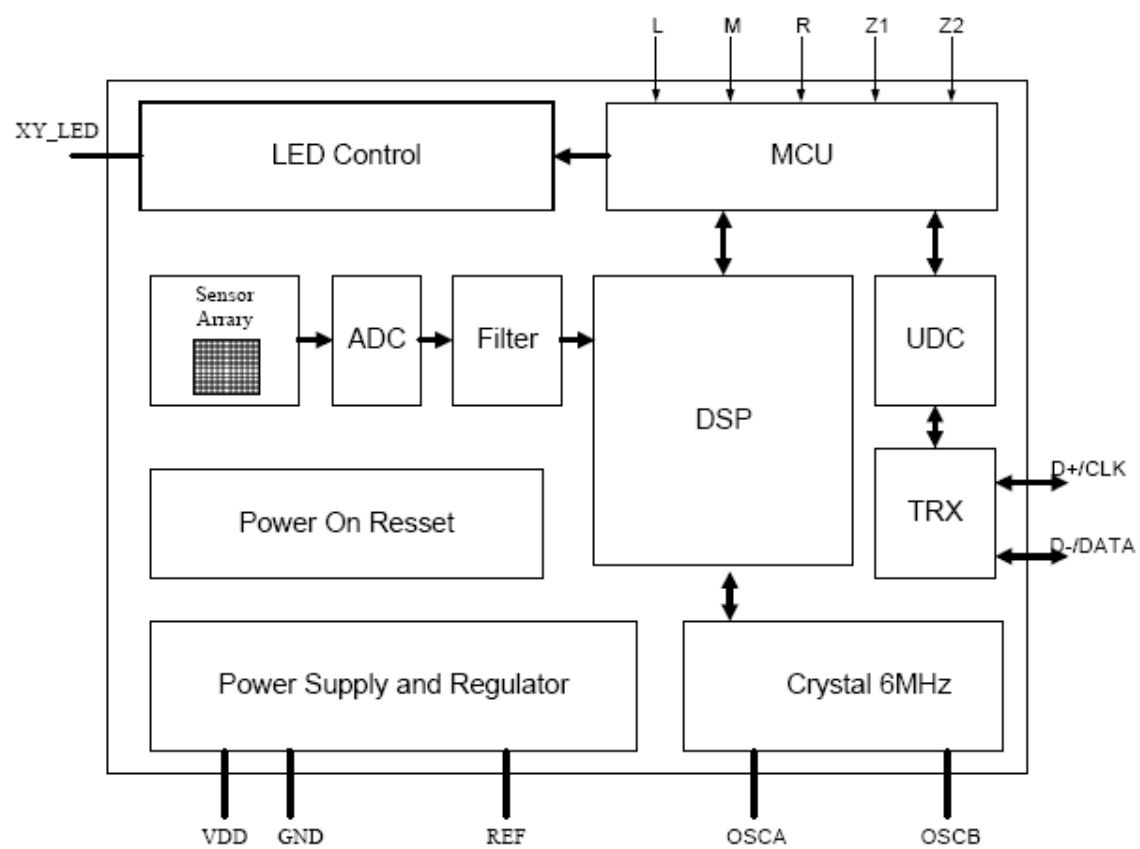 L M R Z1 Z2
XY_LED
LED Control
MCU
Sensor
Arrary
ADC
Filter
DSP
UDC
TRX
D+/CLK
D-/DATA
Power On Resset
Power Supply and Regulator
Crystal 6MHz
VDD GND REF OSCA OSCB